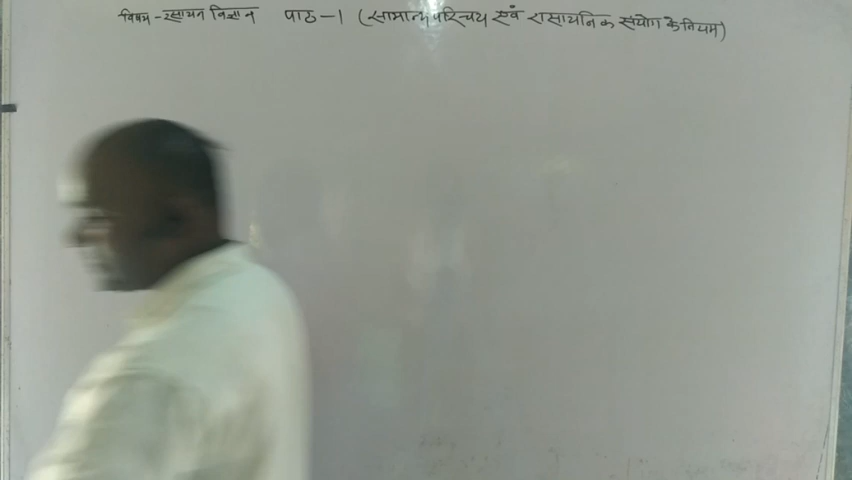 विषय - रसायन विज्ञान पाठ-1 (सामान्य परिचय एवं रासायनिक संयोग के नियम)